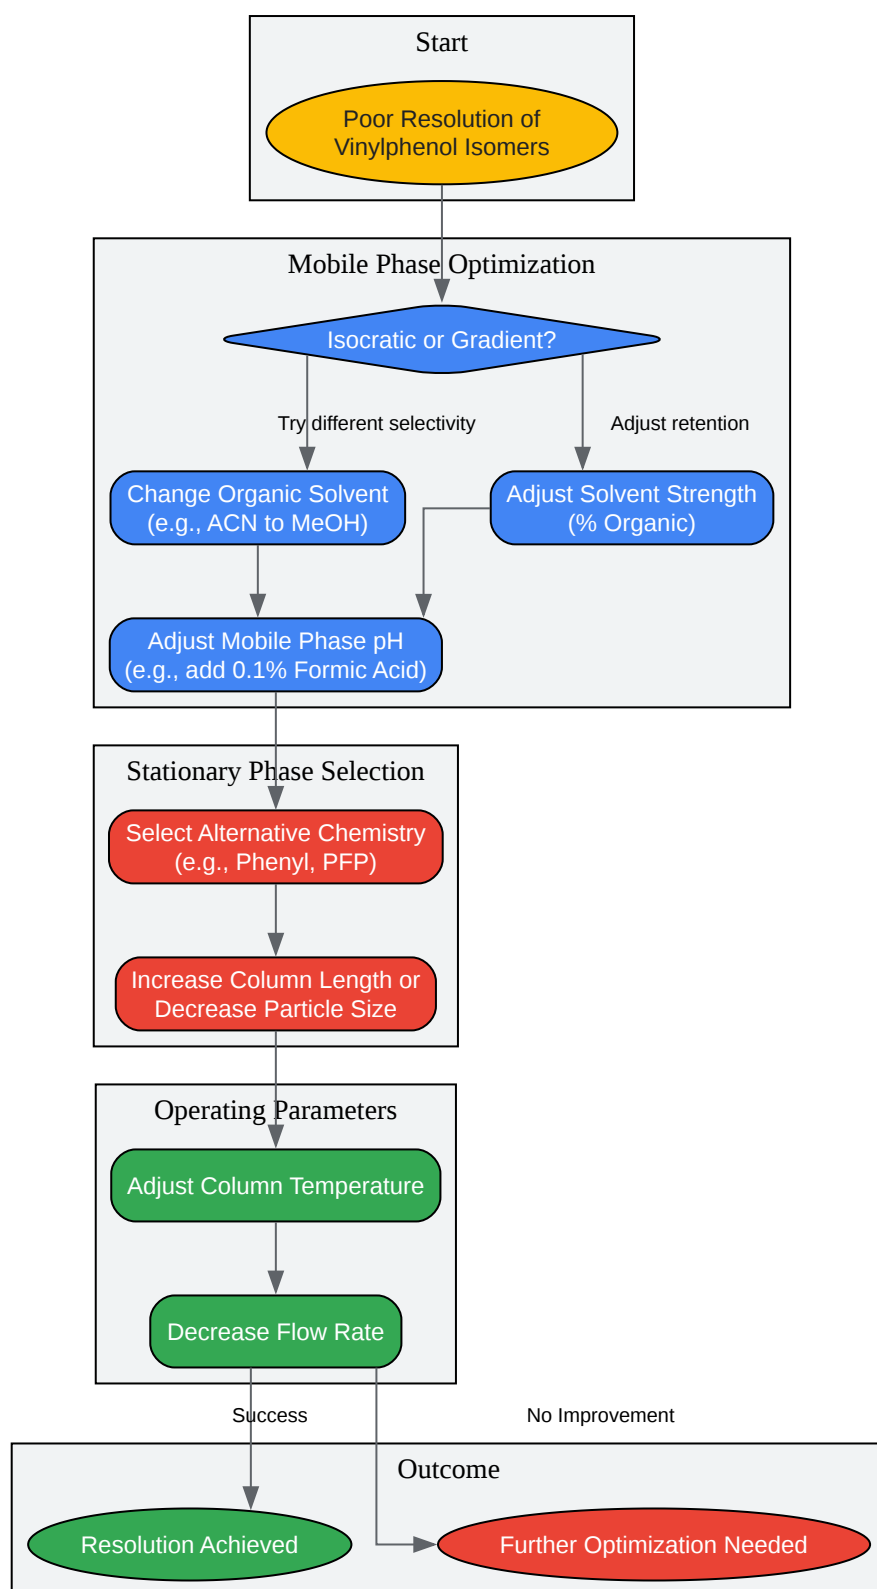 Start
Poor Resolution of
Vinylphenol Isomers
Mobile Phase Optimization
Isocratic or Gradient?
Try different selectivity
Adjust retention
Change Organic Solvent
(e.g., ACN to MeOH)
Adjust Solvent Strength
(% Organic)
Adjust Mobile Phase pH
(e.g., add 0.1% Formic Acid)
Stationary Phase Selection
Select Alternative Chemistry
(e.g., Phenyl, PFP)
Increase Column Length or
Decrease Particle Size
Operating Parameters
Adjust Column Temperature
Decrease Flow Rate
Success
No Improvement
Outcome
Resolution Achieved
Further Optimization Needed